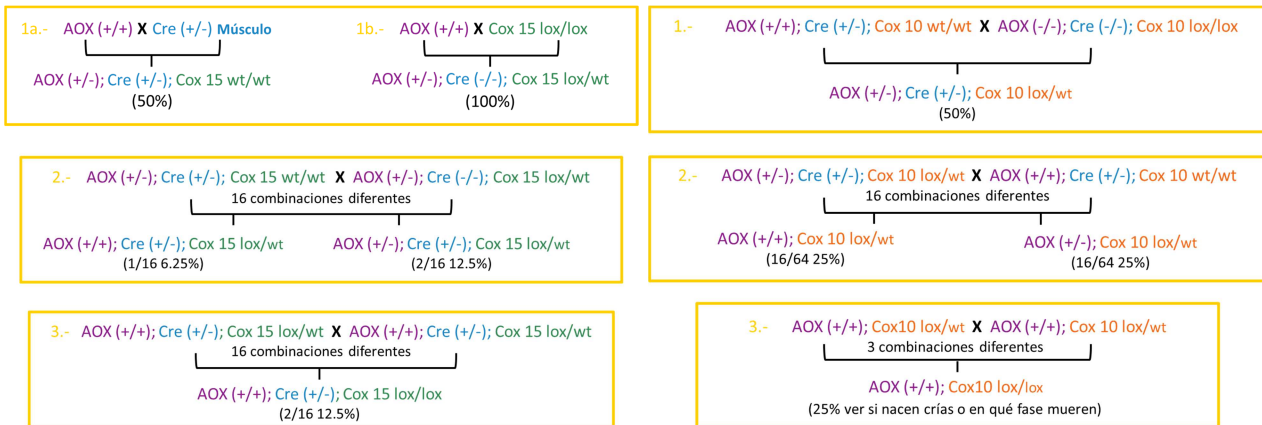 1a.- AOX (+/+) X Cre (+/-) Músculo
AOX (+/-); Cre (+/-); Cox 15 wt/wt
(50%)
1b.- AOX (+/+) X Cox 15 lox/lox
AOX (+/-); Cre (-/-); Cox 15 lox/wt
(100%)
2.- AOX (+/-); Cre (+/-); Cox 15 wt/wt X AOX (+/-); Cre (-/-); Cox 15 lox/wt
16 combinaciones diferentes
AOX (+/+); Cre (+/-); Cox 15 lox/wt
(1/16 6.25%)
AOX (+/-); Cre (+/-); Cox 15 lox/wt
(2/16 12.5%)
3.- AOX (+/+); Cre (+/-); Cox 15 lox/wt X AOX (+/+); Cre (+/-); Cox 15 lox/wt
16 combinaciones diferentes
AOX (+/+); Cre (+/-); Cox 15 lox/lox
(2/16 12.5%)
1.- AOX (+/+); Cre (+/-); Cox 10 wt/wt X AOX (-/-); Cre (-/-); Cox 10 lox/lox
AOX (+/-); Cre (+/-); Cox 10 lox/wt
(50%)
2.- AOX (+/-); Cre (+/-); Cox 10 lox/wt X AOX (+/+); Cre (+/-); Cox 10 wt/wt
16 combinaciones diferentes
AOX (+/+); Cox 10 lox/wt
(16/64 25%)
AOX (+/-); Cox 10 lox/wt
(16/64 25%)
3.- AOX (+/+); Cox10 lox/wt X AOX (+/+); Cox 10 lox/wt
3 combinaciones diferentes
AOX (+/+); Cox10 lox/lox
(25% ver si nacen crías o en qué fase mueren)